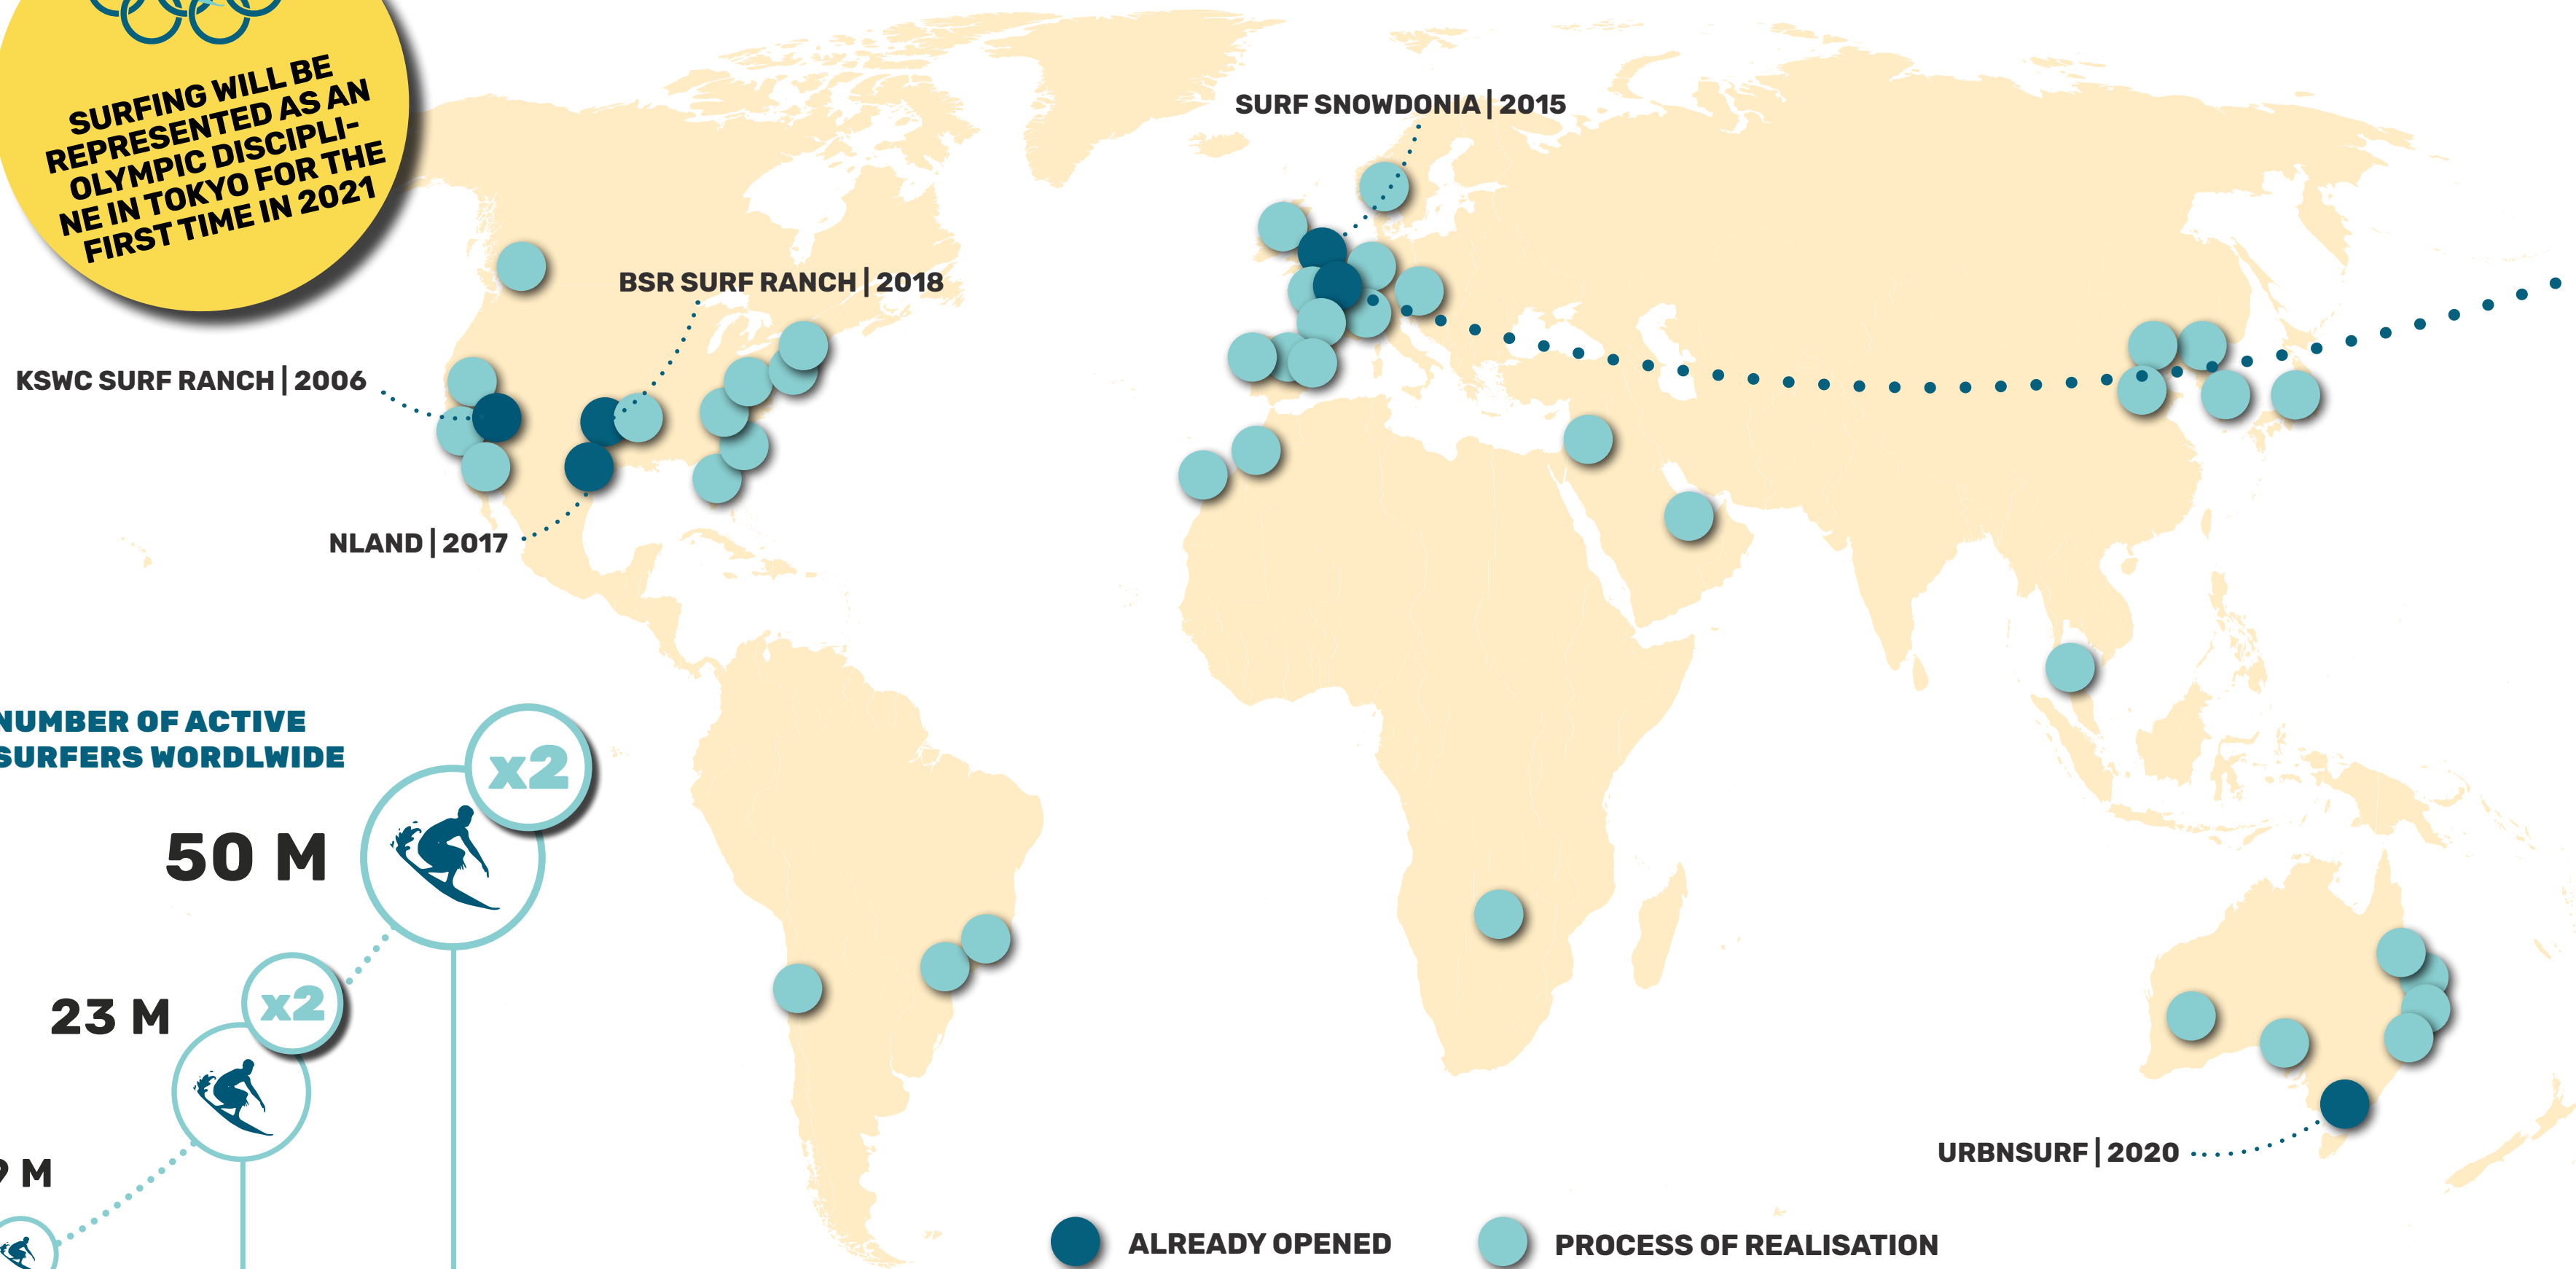 SURFING WILL BE
REPRESENTED AS AN
OLYMPIC DISCIPLI-
NE IN TOKYO FOR THE
FIRST TIME IN 2021
SURF SNOWDONIA | 2015
BSR SURF RANCH | 2018
KSWC SURF RANCH | 2006
NLAND | 2017
NUMBER OF ACTIVE
SURFERS WORDLWIDE
x2
50 M
x2
23 M
9 M
URBNSURF | 2020
ALREADY OPENED
PROCESS OF REALISATION